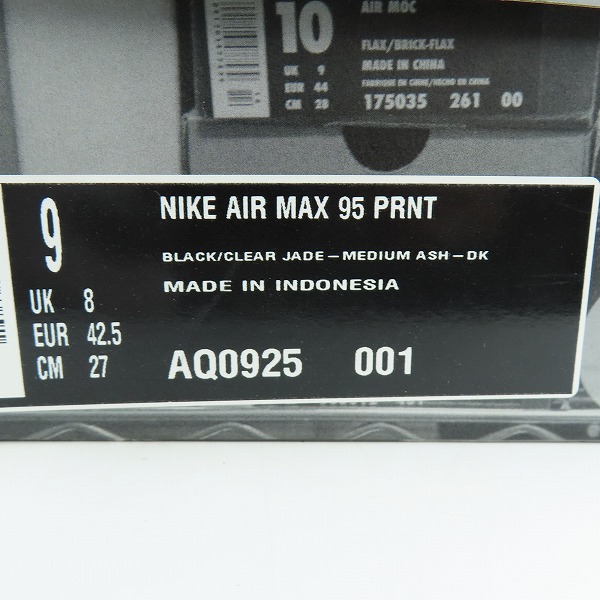 AIR MOC
10
FLAX/BRICK-FLAX
MADE IN CHINA
FABRIQUE EN CHINE/HECHO EN CHINA
UK 9
EUR 44
CM 28
175035 261 00
9
NIKE AIR MAX 95 PRNT
BLACK/CLEAR JADE-MEDIUM ASH-DK
MADE IN INDONESIA
UK 8
EUR 42.5
CM 27
AQ0925 001